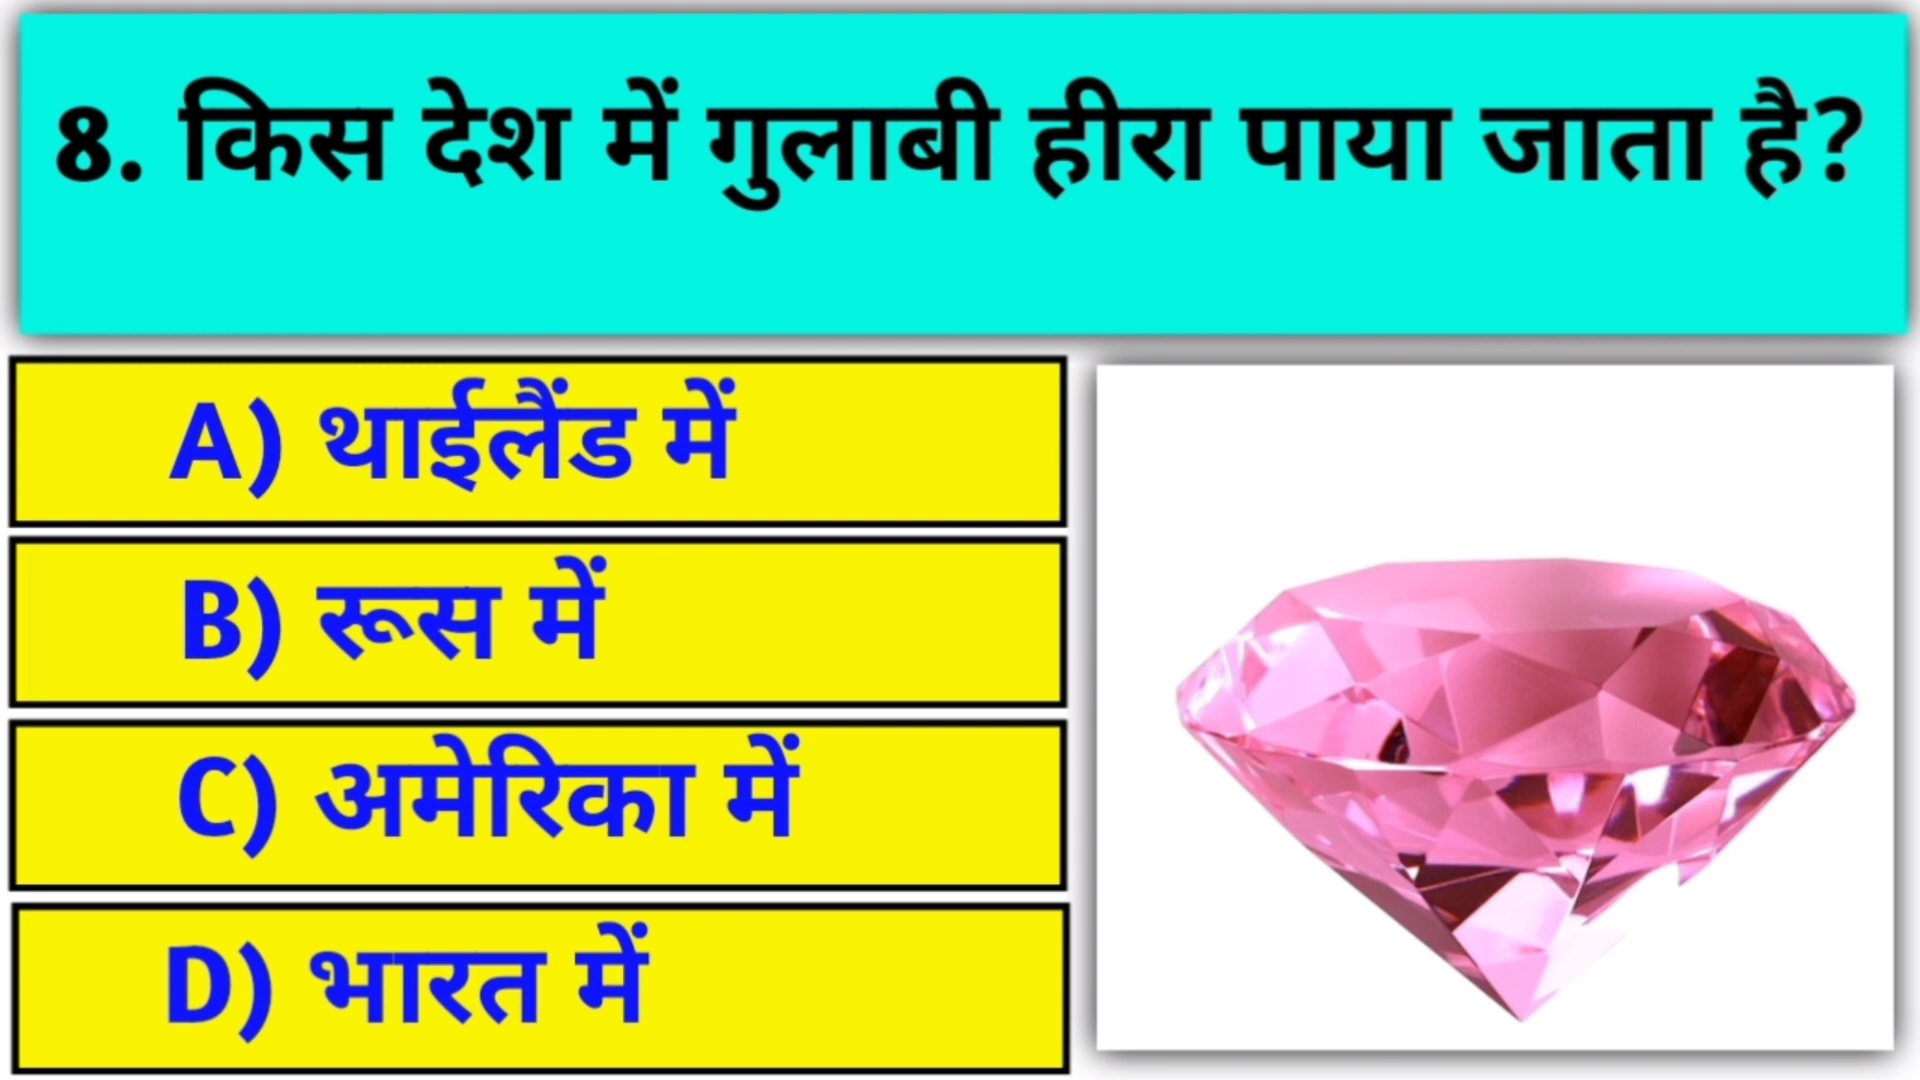 8. किस देश में गुलाबी हीरा पाया जाता है?
A) थाईलैंड में
B) रूस में
C) अमेरिका में
D) भारत में